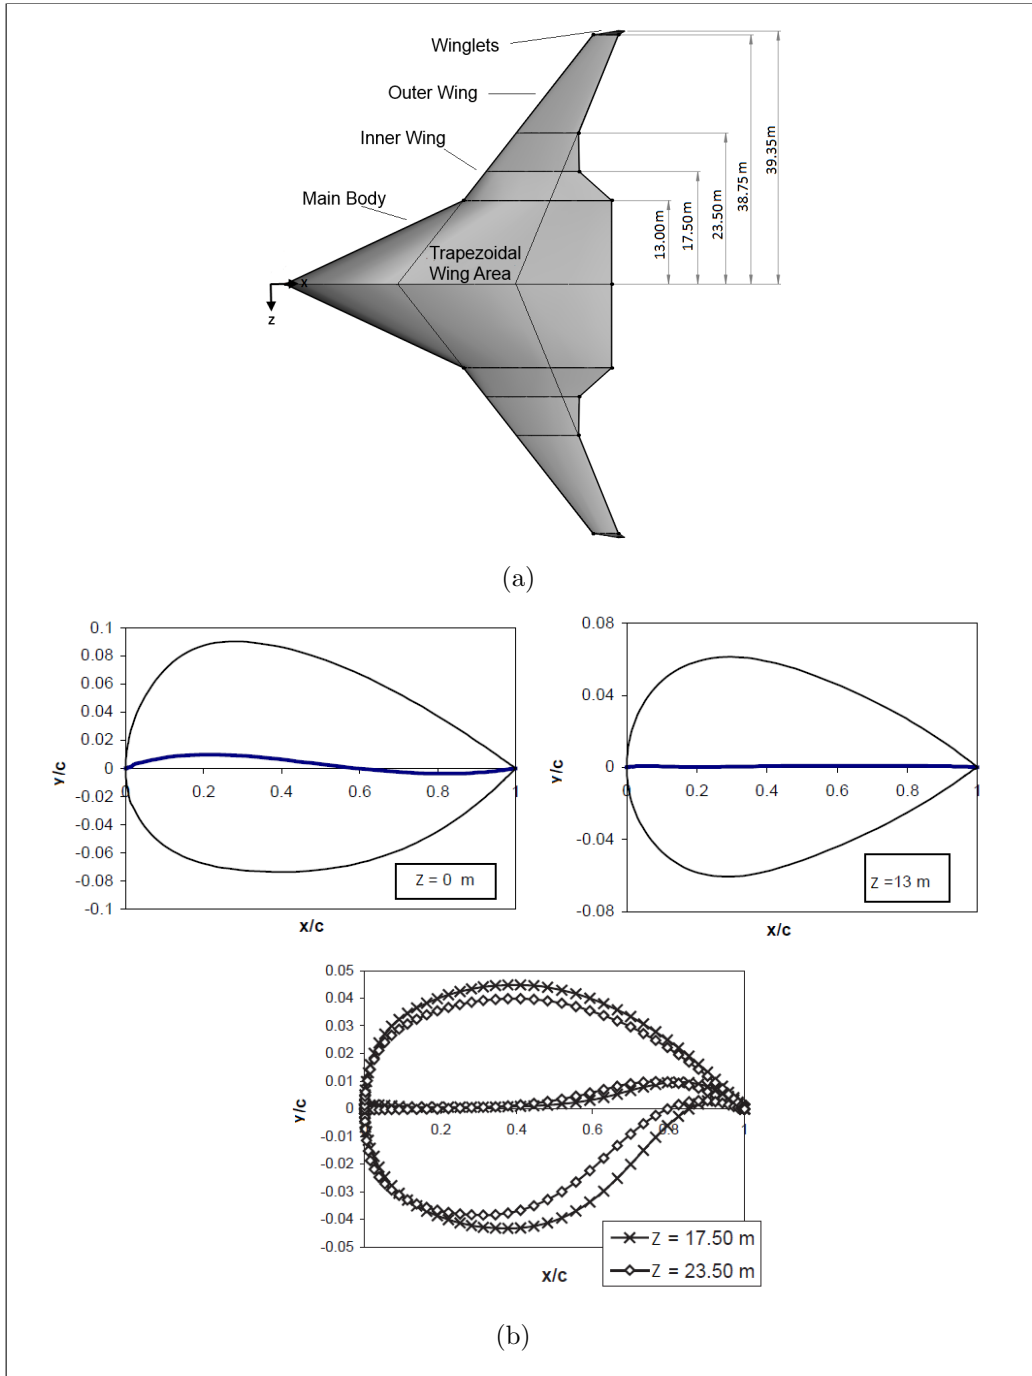 Winglets
Outer Wing
Inner Wing
Main Body
Trapezoidal
Wing Area
x
z
13.00 m
17.50 m
23.50 m
38.75 m
39.35 m
(a)
0.1
0.08
0.06
0.04
0.02
0
-0.02
-0.04
-0.06
-0.08
-0.1
y/c
0
0.2
0.4
0.6
0.8
1
x/c
Z = 0 m
0.08
0.04
0
-0.04
-0.08
y/c
0
0.2
0.4
0.6
0.8
1
x/c
Z =13 m
0.05
0.04
0.03
0.02
0.01
0
-0.01
-0.02
-0.03
-0.04
-0.05
y/c
0
0.2
0.4
0.6
0.8
1
x/c
Z = 17.50 m
Z = 23.50 m
(b)